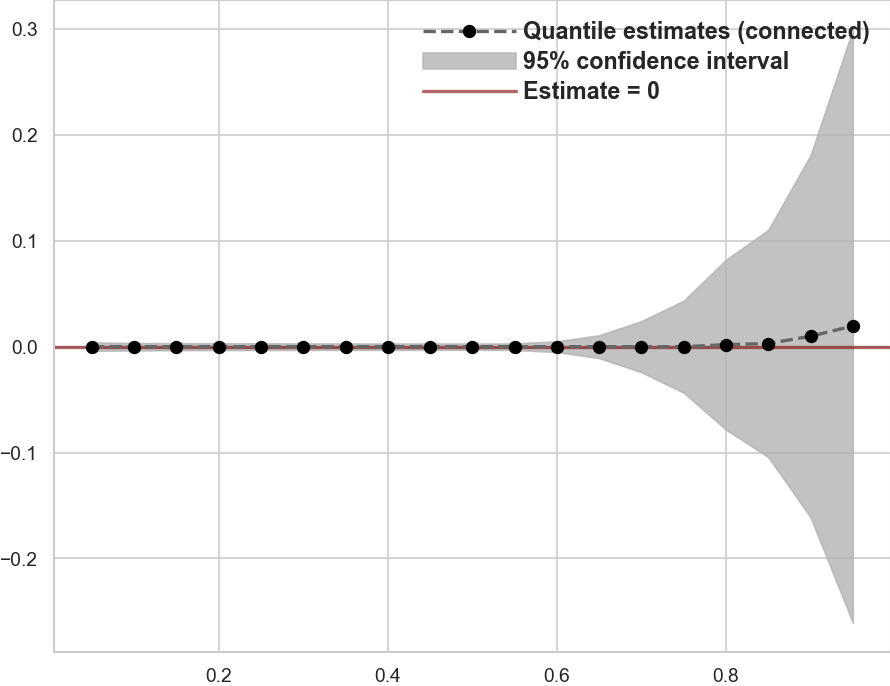 0.3
Quantile estimates (connected)
95% confidence interval
Estimate = 0
0.2
0.1
0.0
−0.1
−0.2
0.2 0.4 0.6 0.8